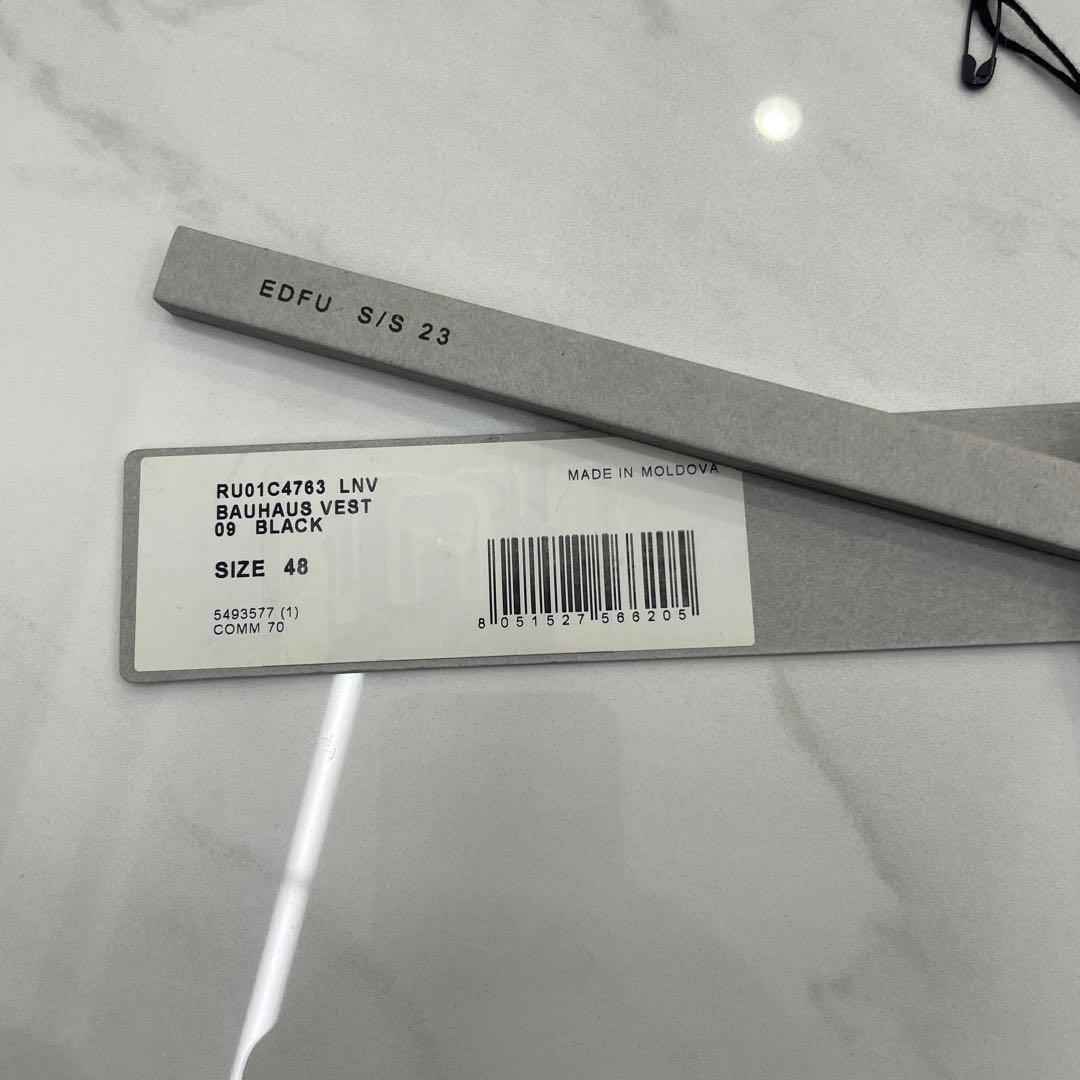 EDFU S/S 23
RU01C4763 LNV
BAUHAUS VEST
09 BLACK
SIZE 48
5493577 (1)
COMM 70
MADE IN MOLDOVA
8 051527 566205